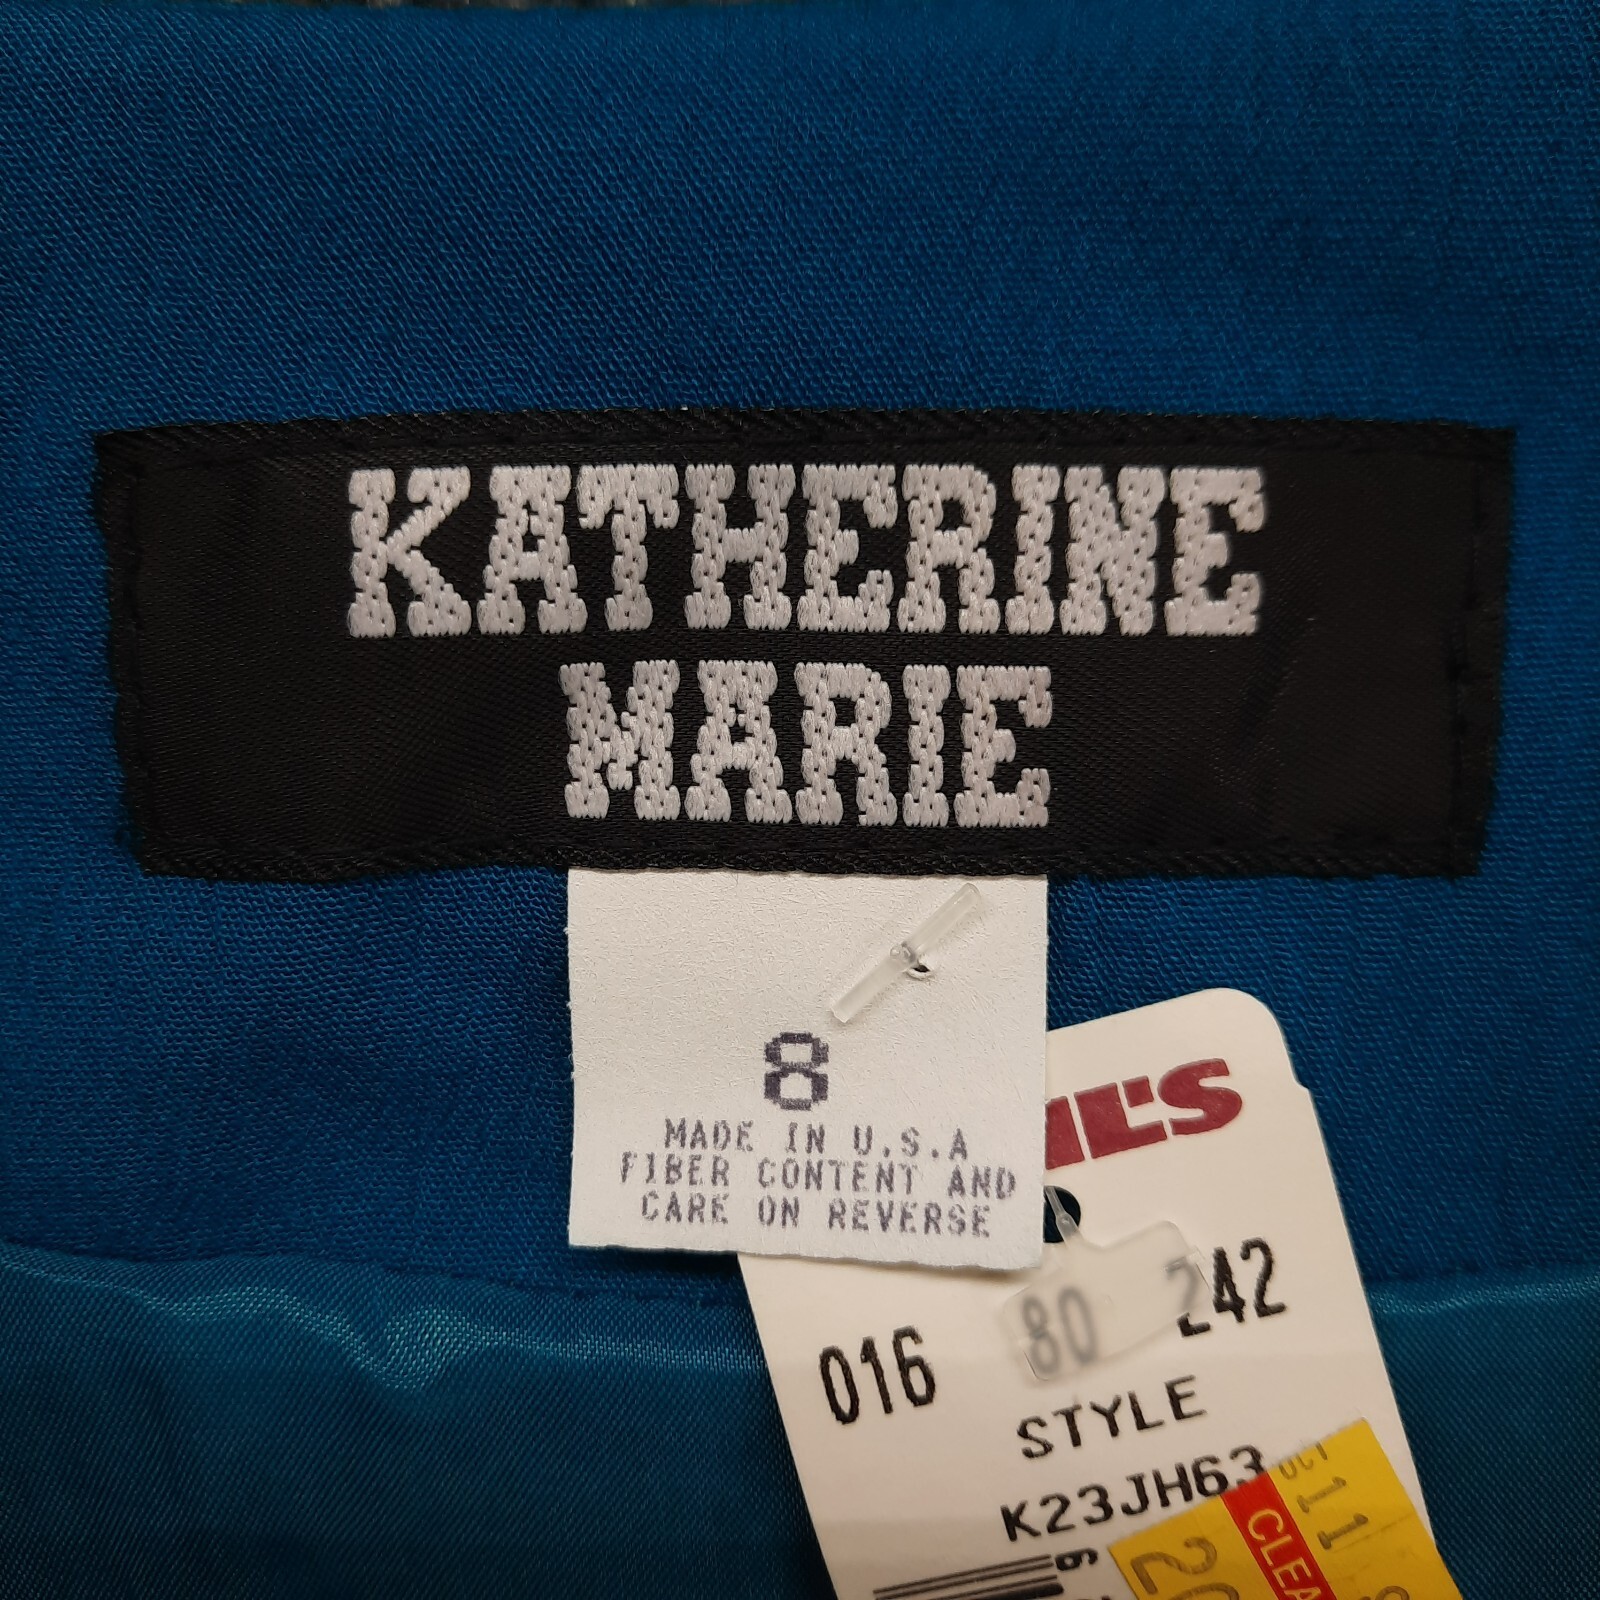 KATHERINE
MARIE
8
MADE IN U.S.A
FIBER CONTENT AND
CARE ON REVERSE
016 80 242
STYLE
K23JH63